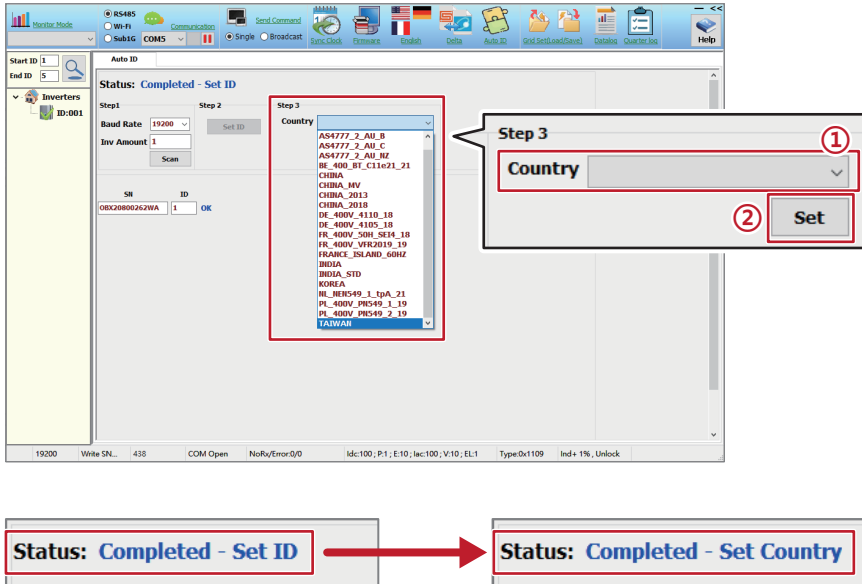 Monitor Mode
RS485
Wi-Fi
Sub1G COM5
Communication
Send Command
Single Broadcast
Sync Clock
Firmware
English
Delta
Auto ID
Grid Set(Load/Save)
Datalog
Quarter log
— <<
Help
Start ID 1
End ID 5
Inverters
ID:001
Auto ID
Status: Completed - Set ID
Step1
Baud Rate 19200
Inv Amount 1
Scan
Step 2
Set ID
Step 3
Country
AS4777_2_AU_B
AS4777_2_AU_C
AS4777_2_AU_NZ
BE_400_BT_C11e21_21
CHINA
CHINA_MV
CHINA_2013
CHINA_2018
DE_400V_4110_18
DE_400V_4105_18
FR_400V_50H_SEI4_18
FR_400V_VFR2019_19
FRANCE_ISLAND_60HZ
INDIA
INDIA_STD
KOREA
NL_NEN549_1_tpA_21
PL_400V_PN549_1_19
PL_400V_PN549_2_19
TAIWAN
SN ID
O8X20800262WA 1 OK
Step 3
①
Country
②
Set
19200 Write SN... 438 COM Open NoRx/Error:0/0 Idc:100 ; P:1 ; E:10 ; Iac:100 ; V:10 ; EL:1 Type:0x1109 Ind+ 1% , Unlock
Status: Completed - Set ID
Status: Completed - Set Country